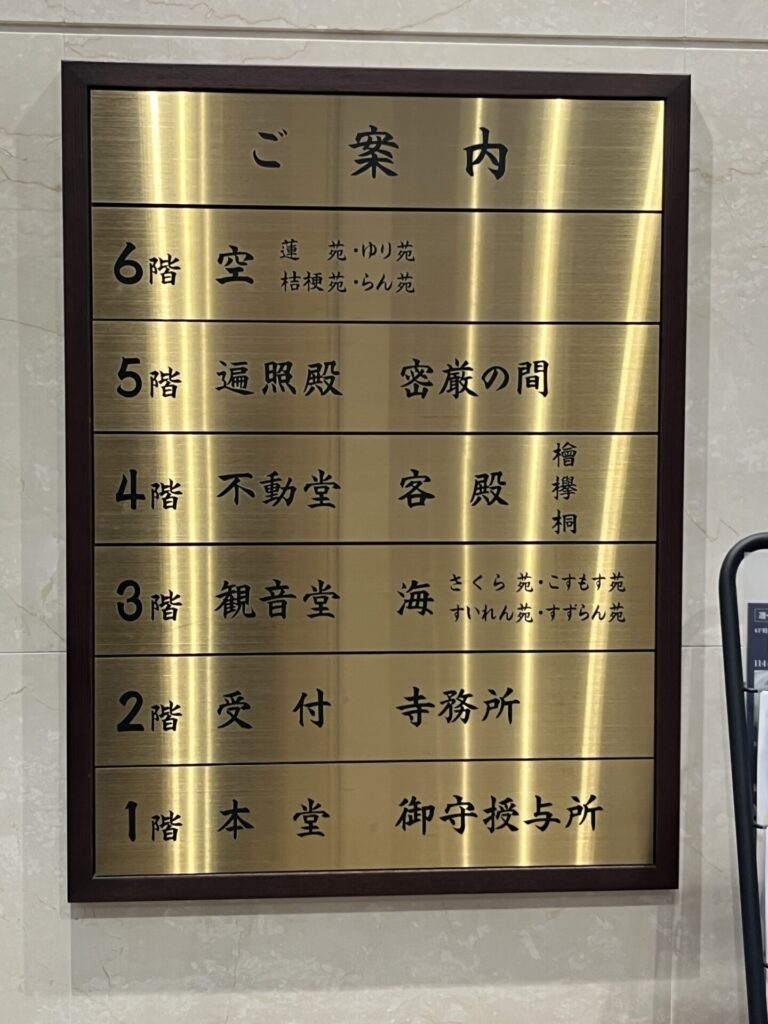 ご案内
6階 空 蓮苑・ゆり苑
桔梗苑・らん苑
5階 遍照殿 密厳の間
4階 不動堂 客殿 檜
欅
桐
3階 観音堂 海 さくら苑・こすもす苑
すいれん苑・すずらん苑
2階 受付 寺務所
1階 本堂 御守授与所